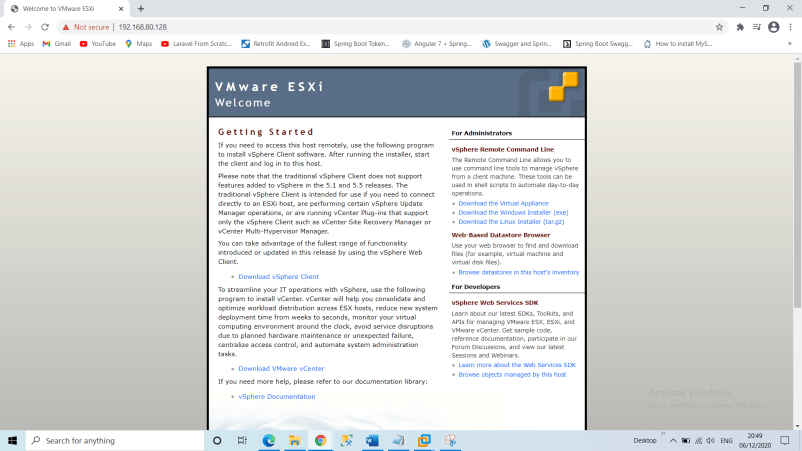 Welcome to VMware ESXi
Not secure | 192.168.80.128
Apps
Gmail
YouTube
Maps
Laravel From Scratc...
Retrofit Android Ex...
Spring Boot Token...
Angular 7 + Spring...
Swagger and Sprin...
Spring Boot Swagg...
How to install MyS...
»
VMware ESXi
Welcome
Getting Started
If you need to access this host remotely, use the following program
to install vSphere Client software. After running the installer, start
the client and log in to this host.
Please note that the traditional vSphere Client does not support
features added to vSphere in the 5.1 and 5.5 releases. The
traditional vSphere Client is intended for use if you need to connect
directly to an ESXi host, are performing certain vSphere Update
Manager operations, or are running vCenter Plug-ins that support
only the vSphere Client such as vCenter Site Recovery Manager or
vCenter Multi-Hypervisor Manager.
You can take advantage of the fullest range of functionality
introduced or updated in this release by using the vSphere Web
Client.
Download vSphere Client
To streamline your IT operations with vSphere, use the following
program to install vCenter. vCenter will help you consolidate and
optimize workload distribution across ESX hosts, reduce new system
deployment time from weeks to seconds, monitor your virtual
computing environment around the clock, avoid service disruptions
due to planned hardware maintenance or unexpected failure,
centralize access control, and automate system administration
tasks.
Download VMware vCenter
If you need more help, please refer to our documentation library:
vSphere Documentation
For Administrators
vSphere Remote Command Line
The Remote Command Line allows you to
use command line tools to manage vSphere
from a client machine. These tools can be
used in shell scripts to automate day-to-day
operations.
Download the Virtual Appliance
Download the Windows Installer (exe)
Download the Linux Installer (tar.gz)
Web-Based Datastore Browser
Use your web browser to find and download
files (for example, virtual machine and
virtual disk files).
Browse datastores in this host's inventory
For Developers
vSphere Web Services SDK
Learn about our latest SDKs, Toolkits, and
APIs for managing VMware ESX, ESXi, and
VMware vCenter. Get sample code,
reference documentation, participate in our
Forum Discussions, and view our latest
Sessions and Webinars.
Learn more about the Web Services SDK
Browse objects managed by this host
Activate Windows
Go to Settings to activate Windows.
Search for anything
Desktop
»
ENG
20:49
06/12/2020